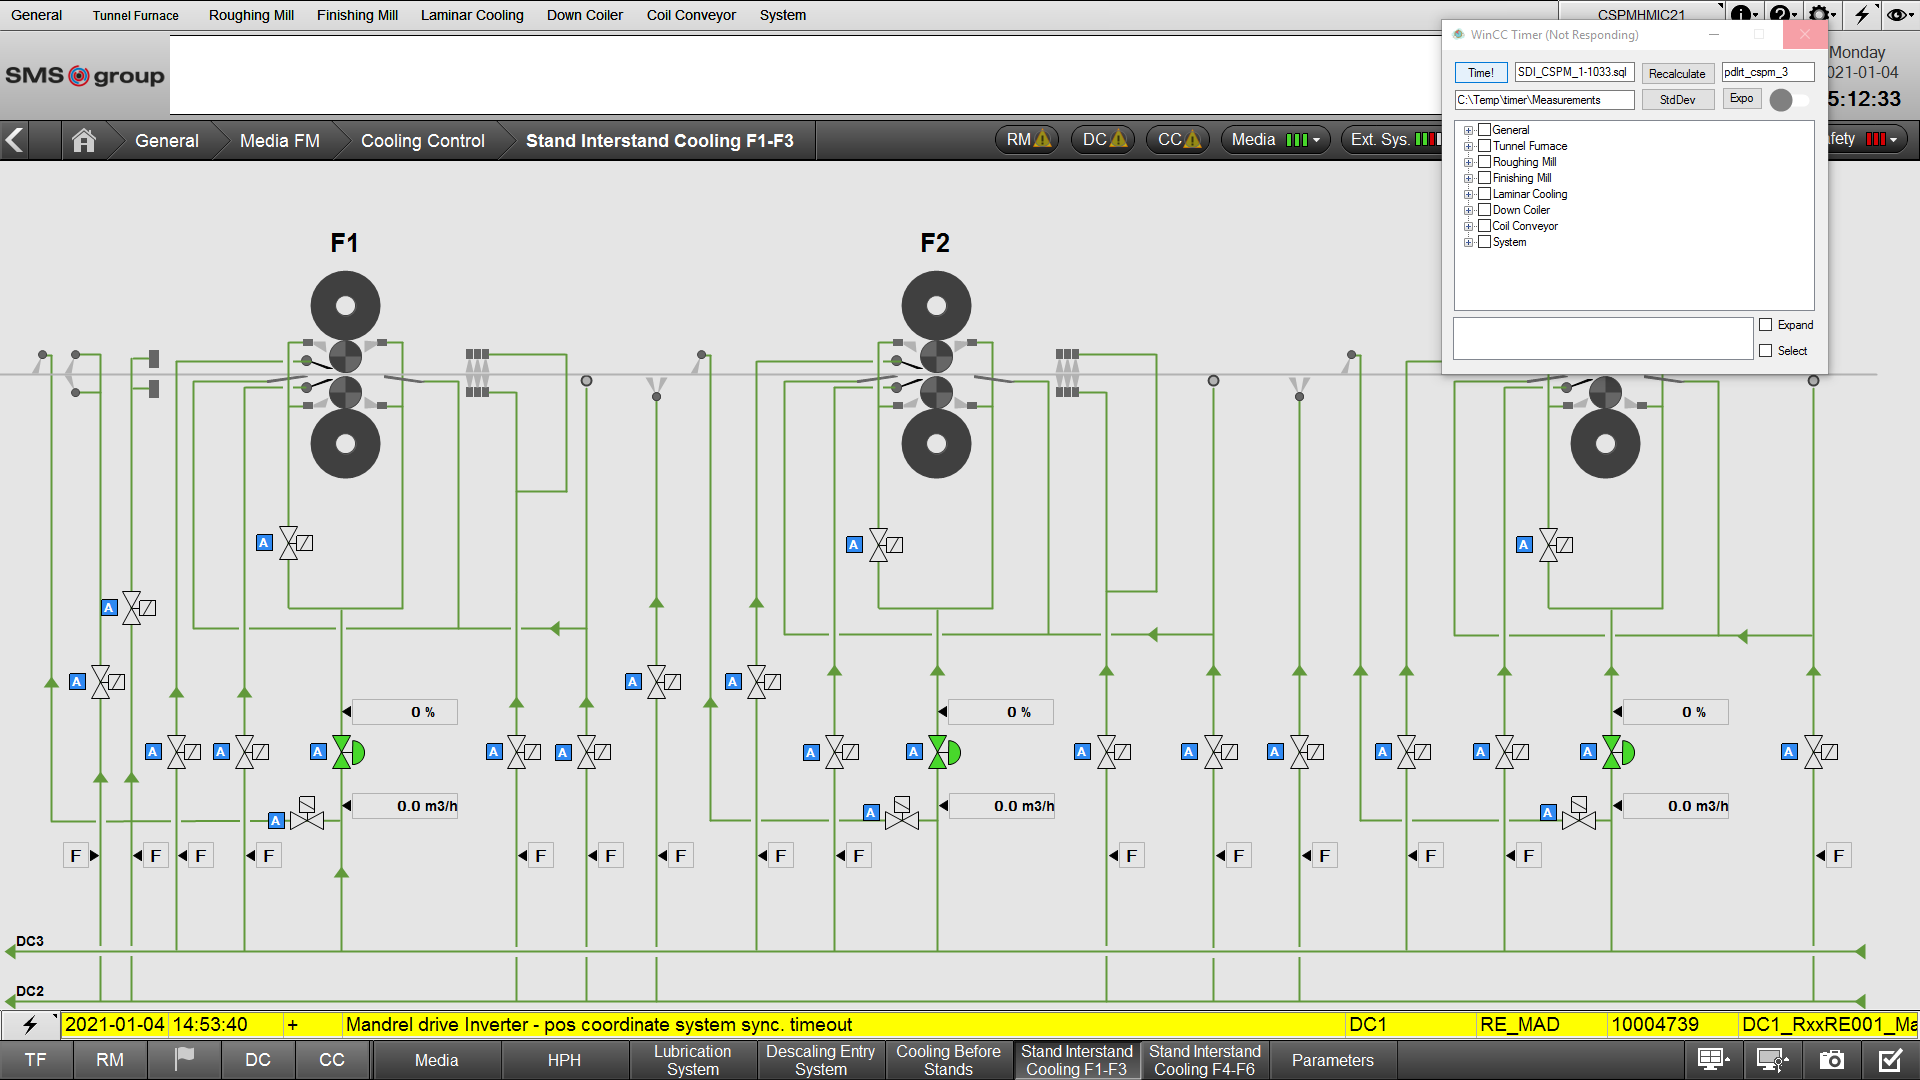 General Tunnel Furnace Roughing Mill Finishing Mill Laminar Cooling Down Coiler Coil Conveyor System CSPMHMIC21
SMS group
Monday
021-01-04
5:12:33
WinCC Timer (Not Responding)
Time! SDI_CSPM_1-1033.sql Recalculate pdlrt_cspm_3
C:\Temp\timer\Measurements StdDev Expo
General
Tunnel Furnace
Roughing Mill
Finishing Mill
Laminar Cooling
Down Coiler
Coil Conveyor
System
Expand
Select
General Media FM Cooling Control Stand Interstand Cooling F1-F3 RM DC CC Media Ext. Sys. fety
F1 F2
A A A
A
A A A
0 % 0 % 0 %
A A A A A A A A A A A A A A
0.0 m3/h 0.0 m3/h 0.0 m3/h
A A A
F F F F F F F F F F F F F F F
DC3
DC2
2021-01-04 14:53:40 + Mandrel drive Inverter - pos coordinate system sync. timeout DC1 RE_MAD 10004739 DC1_RxxRE001_Ma
TF RM DC CC Media HPH Lubrication System Descaling Entry System Cooling Before Stands Stand Interstand Cooling F1-F3 Stand Interstand Cooling F4-F6 Parameters